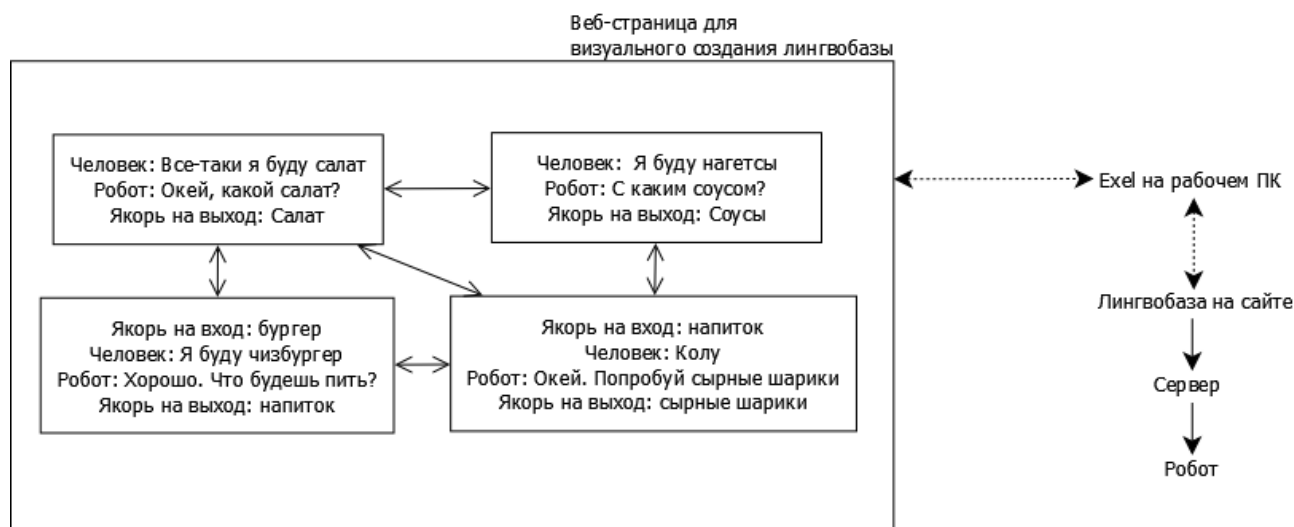 Веб-страница для
визуального создания лингвобазы
Человек: Все-таки я буду салат
Робот: Окей, какой салат?
Якорь на выход: Салат
Человек: Я буду нагетсы
Робот: С каким соусом?
Якорь на выход: Соусы
Якорь на вход: бургер
Человек: Я буду чизбургер
Робот: Хорошо. Что будешь пить?
Якорь на выход: напиток
Якорь на вход: напиток
Человек: Колу
Робот: Окей. Попробуй сырные шарики
Якорь на выход: сырные шарики
Exel на рабочем ПК
Лингвобаза на сайте
Сервер
Робот